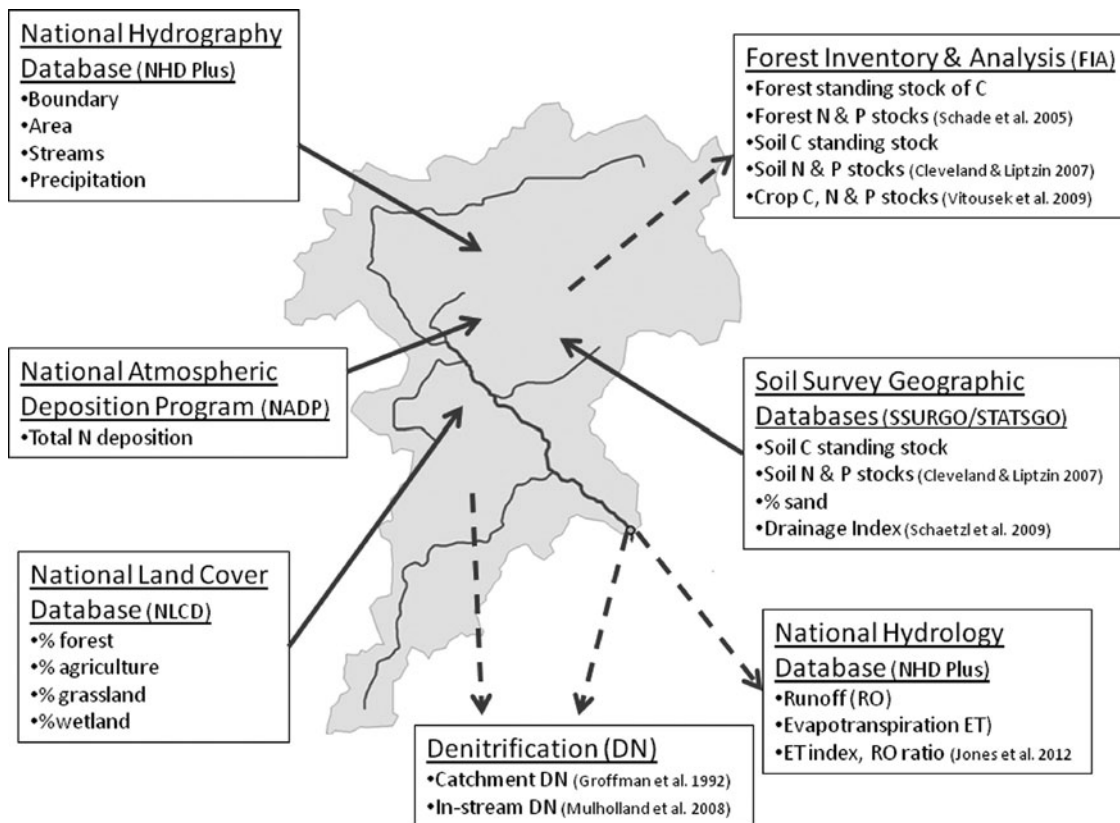 National Hydrography
Database (NHD Plus)
•Boundary
•Area
•Streams
•Precipitation
Forest Inventory & Analysis (FIA)
•Forest standing stock of C
•Forest N & P stocks (Schade et al. 2005)
•Soil C standing stock
•Soil N & P stocks (Cleveland & Liptzin 2007)
•Crop C, N & P stocks (Vitousek et al. 2009)
National Atmospheric
Deposition Program (NADP)
•Total N deposition
Soil Survey Geographic
Databases (SSURGO/STATSGO)
•Soil C standing stock
•Soil N & P stocks (Cleveland & Liptzin 2007)
•% sand
•Drainage Index (Schaetzl et al. 2009)
National Land Cover
Database (NLCD)
•% forest
•% agriculture
•% grassland
•%wetland
National Hydrology
Database (NHD Plus)
•Runoff (RO)
•Evapotranspiration ET)
•ET index, RO ratio (Jones et al. 2012
Denitrification (DN)
•Catchment DN (Groffman et al. 1992)
•In-stream DN (Mulholland et al. 2008)